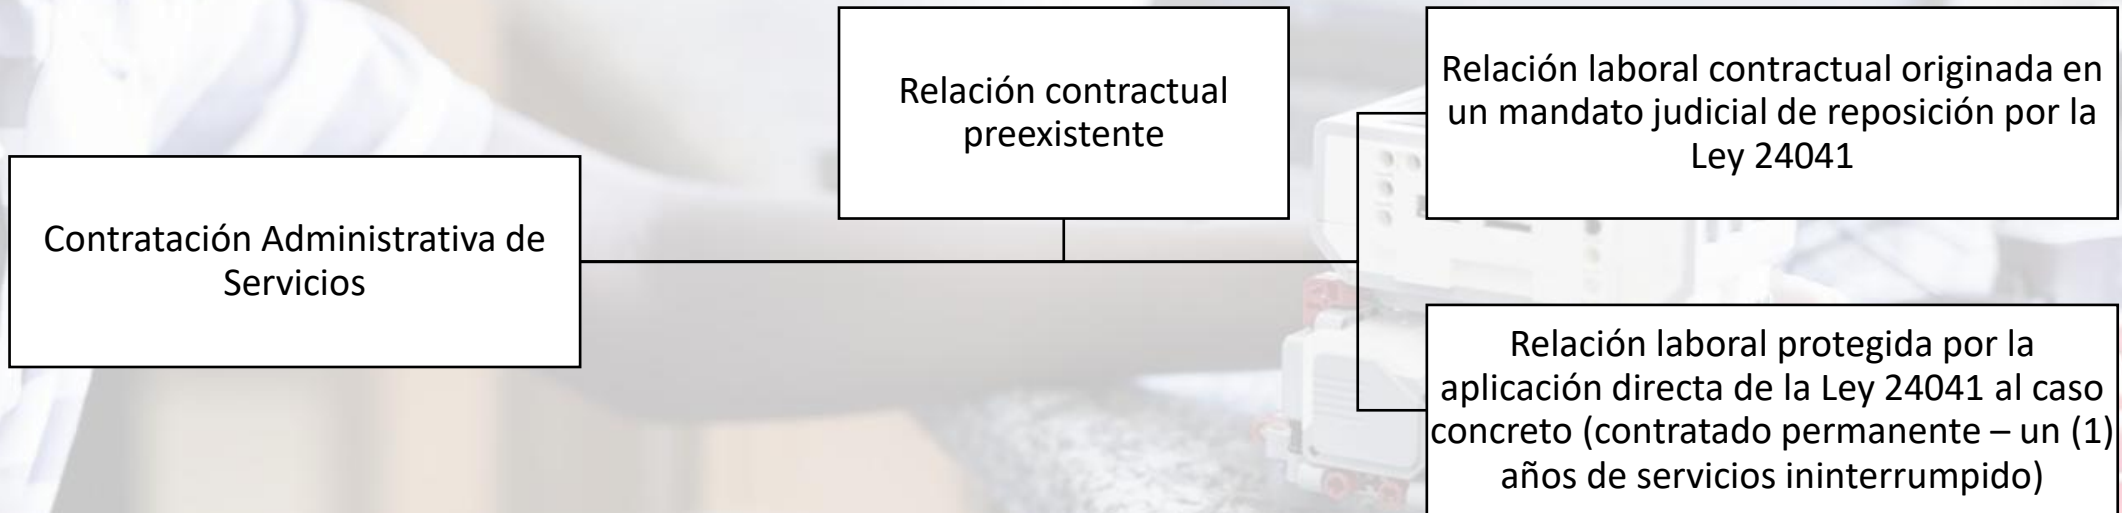 Contratación Administrativa de
Servicios
Relación contractual
preexistente
Relación laboral contractual originada en
un mandato judicial de reposición por la
Ley 24041
Relación laboral protegida por la
aplicación directa de la Ley 24041 al caso
concreto (contratado permanente – un (1)
años de servicios ininterrumpido)